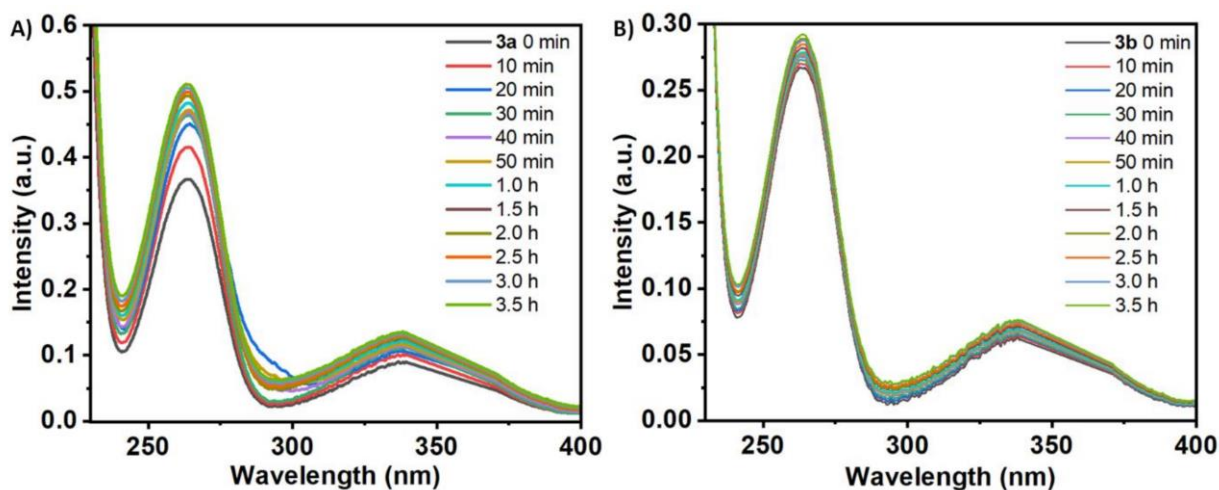 A)
Intensity (a.u.)
0.6
0.5
0.4
0.3
0.2
0.1
0.0
3a 0 min
10 min
20 min
30 min
40 min
50 min
1.0 h
1.5 h
2.0 h
2.5 h
3.0 h
3.5 h
250 300 350 400
Wavelength (nm)
B)
Intensity (a.u.)
0.30
0.25
0.20
0.15
0.10
0.05
0.00
3b 0 min
10 min
20 min
30 min
40 min
50 min
1.0 h
1.5 h
2.0 h
2.5 h
3.0 h
3.5 h
250 300 350 400
Wavelength (nm)